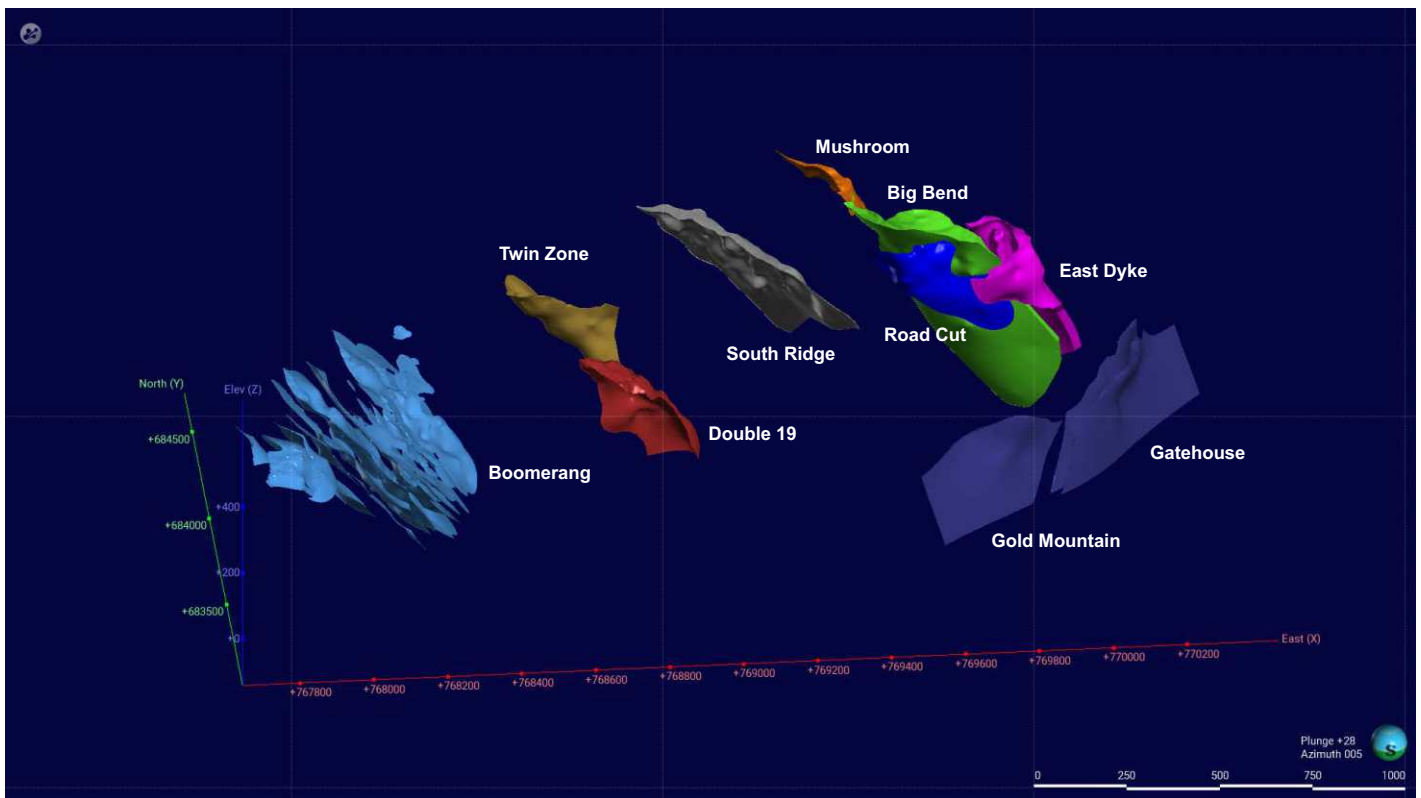 Mushroom
Big Bend
Twin Zone
East Dyke
South Ridge
Road Cut
North (Y)
Elev (Z)
+684500
Double 19
Gatehouse
Boomerang
+400
+684000
Gold Mountain
+200
+683500
+0
East (X)
+767800
+768000
+768200
+768400
+768600
+768800
+769000
+769200
+769400
+769600
+769800
+770000
+770200
Plunge +28
Azimuth 005
S
0 250 500 750 1000